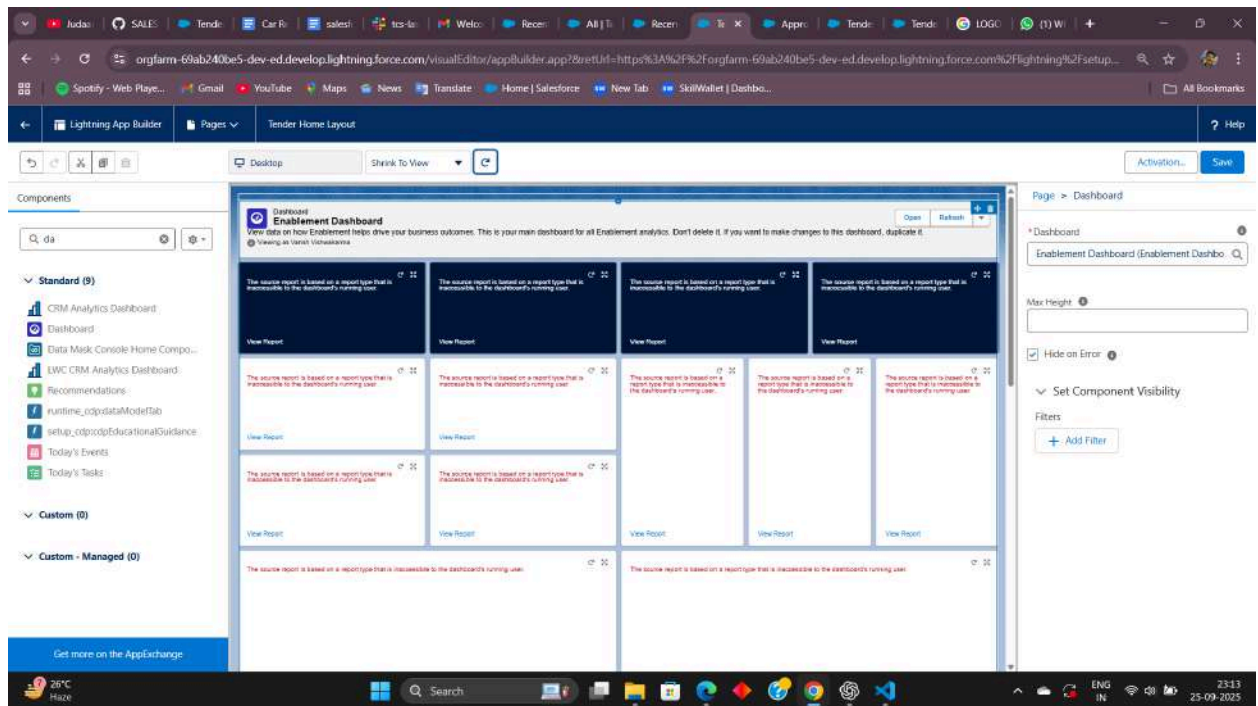 Judas
SALES
Tende
Car R
salesf
tcs-la
Welco
Recen
All | T
Recen
Te
Appro
Tende
Tende
LOGO
(1) W
orgfarm-69ab240be5-dev-ed.develop.lightning.force.com/visualEditor/appBuilder.app?&retUrl=https%3A%2F%2Forgfarm-69ab240be5-dev-ed.develop.lightning.force.com%2Flightning%2Fsetup...
Spotify - Web Playe...
Gmail
YouTube
Maps
News
Translate
Home | Salesforce
New Tab
SkillWallet | Dashbo...
All Bookmarks
Lightning App Builder
Pages
Tender Home Layout
? Help
Desktop
Shrink To View
Activation...
Save
Components
da
Standard (9)
CRM Analytics Dashboard
Dashboard
Data Mask Console Home Compo...
LWC CRM Analytics Dashboard
Recommendations
runtime_cdp:dataModelTab
setup_cdp:cdpEducationalGuidance
Today's Events
Today's Tasks
Custom (0)
Custom - Managed (0)
Get more on the AppExchange
Dashboard
Enablement Dashboard
View data on how Enablement helps drive your business outcomes. This is your main dashboard for all Enablement analytics. Don't delete it. If you want to make changes to this dashboard, duplicate it.
Viewing as Vansh Vishwakarma
Open
Refresh
The source report is based on a report type that is
inaccessible to the dashboard's running user.
View Report
The source report is based on a report type that is
inaccessible to the dashboard's running user.
View Report
The source report is based on a report type that is
inaccessible to the dashboard's running user.
View Report
The source report is based on a report type that is
inaccessible to the dashboard's running user.
View Report
The source report is based on a report type that is
inaccessible to the dashboard's running user.
View Report
The source report is based on a report type that is
inaccessible to the dashboard's running user.
View Report
The source report is based on a
report type that is inaccessible to
the dashboard's running user.
View Report
The source report is based on a
report type that is inaccessible to
the dashboard's running user.
View Report
The source report is based on a
report type that is inaccessible to
the dashboard's running user.
View Report
The source report is based on a report type that is
inaccessible to the dashboard's running user.
View Report
The source report is based on a report type that is
inaccessible to the dashboard's running user.
View Report
The source report is based on a report type that is inaccessible to the dashboard's running user.
The source report is based on a report type that is inaccessible to the dashboard's running user.
Page > Dashboard
*Dashboard
Enablement Dashboard (Enablement Dashbo
Max Height
Hide on Error
Set Component Visibility
Filters
+ Add Filter
26°C
Haze
Search
ENG
IN
23:13
25-09-2025